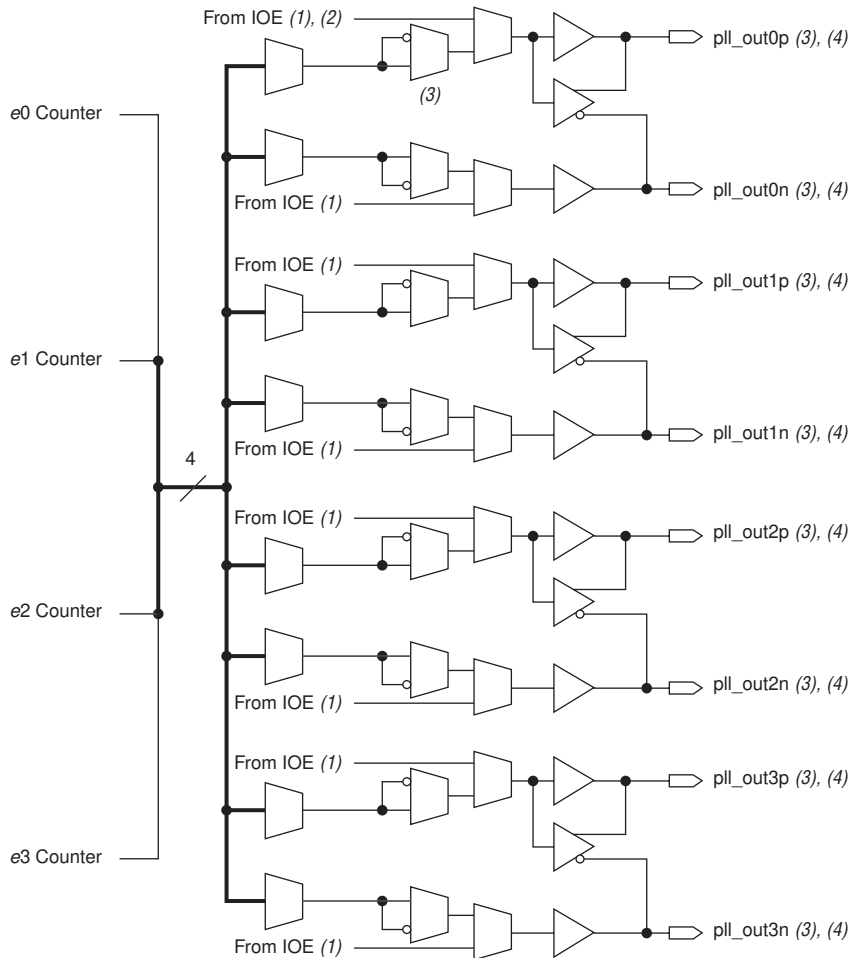 From IOE (1), (2)
pll_out0p (3), (4)
(3)
e0 Counter
pll_out0n (3), (4)
From IOE (1)
From IOE (1)
pll_out1p (3), (4)
e1 Counter
pll_out1n (3), (4)
From IOE (1)
4
From IOE (1)
pll_out2p (3), (4)
e2 Counter
pll_out2n (3), (4)
From IOE (1)
From IOE (1)
pll_out3p (3), (4)
e3 Counter
pll_out3n (3), (4)
From IOE (1)